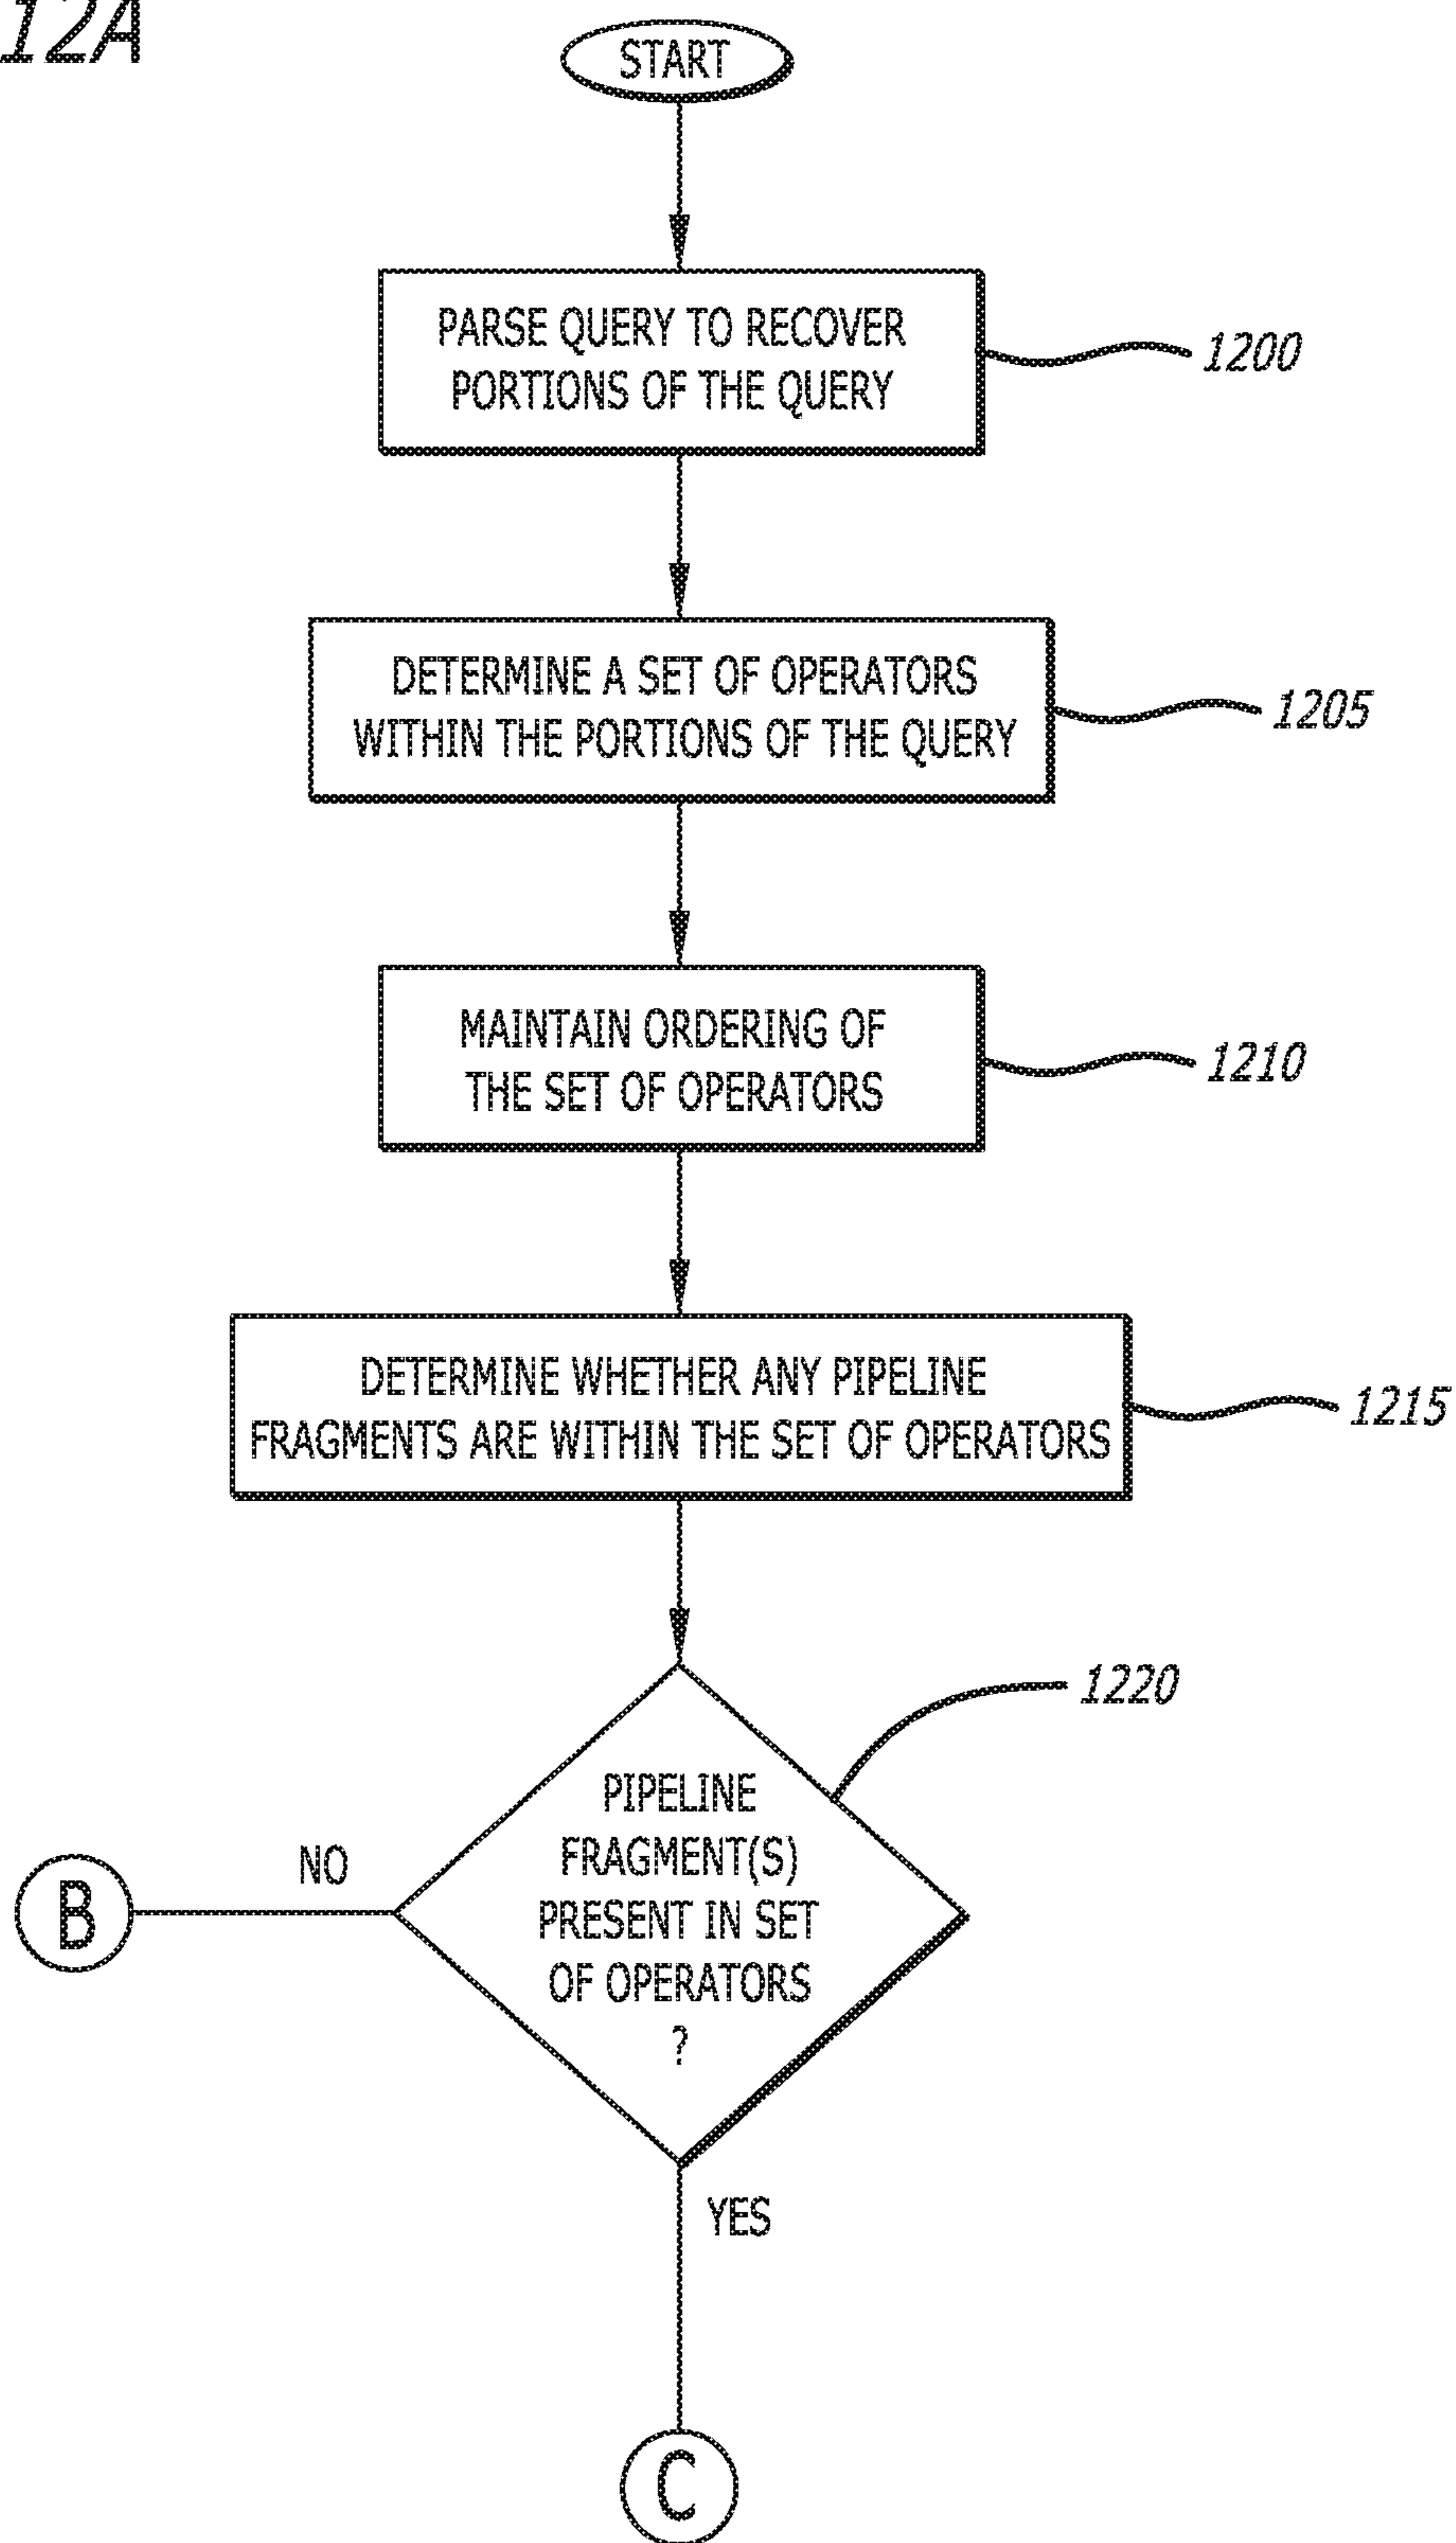 12A
START
PARSE QUERY TO RECOVER
PORTIONS OF THE QUERY
1200
DETERMINE A SET OF OPERATORS
WITHIN THE PORTIONS OF THE QUERY
1205
MAINTAIN ORDERING OF
THE SET OF OPERATORS
1210
DETERMINE WHETHER ANY PIPELINE
FRAGMENTS ARE WITHIN THE SET OF OPERATORS
1215
1220
PIPELINE
FRAGMENT(S)
PRESENT IN SET
OF OPERATORS
?
NO
B
YES
C